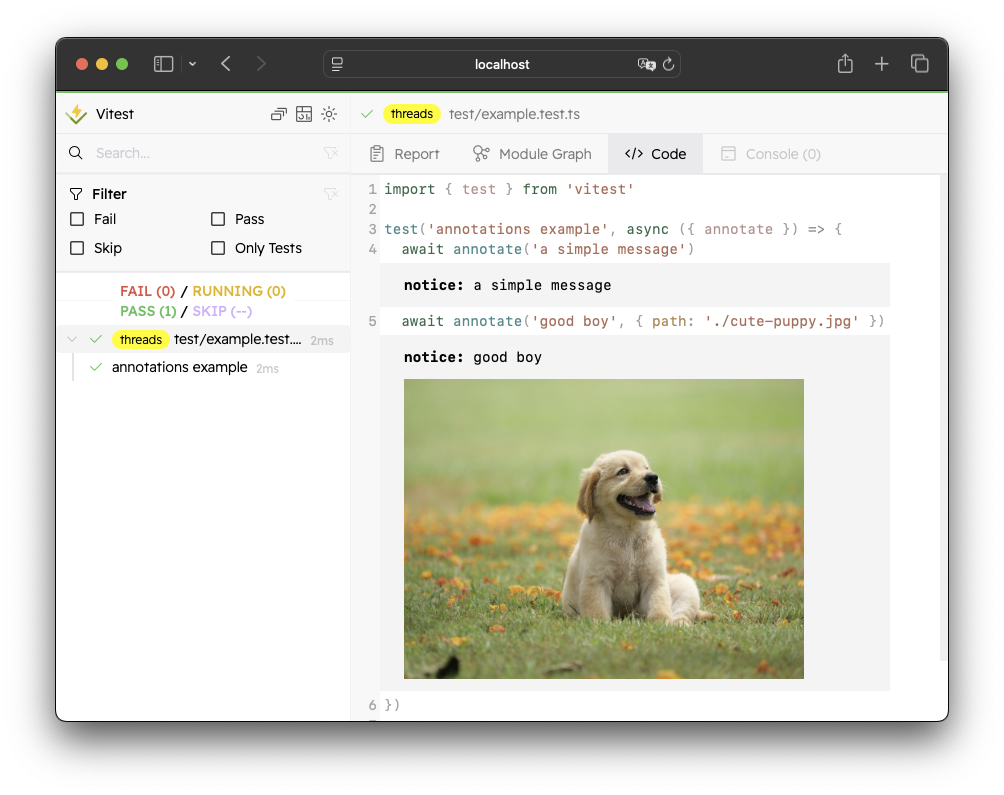 localhost
Vitest
Search...
Filter
Fail
Pass
Skip
Only Tests
FAIL (0) / RUNNING (0)
PASS (1) / SKIP (--)
threads test/example.test.... 2ms
annotations example 2ms
threads test/example.test.ts
Report Module Graph </> Code Console (0)
1 import { test } from 'vitest'
2
3 test('annotations example', async ({ annotate }) => {
4 await annotate('a simple message')
notice: a simple message
5 await annotate('good boy', { path: './cute-puppy.jpg' })
notice: good boy
6 })